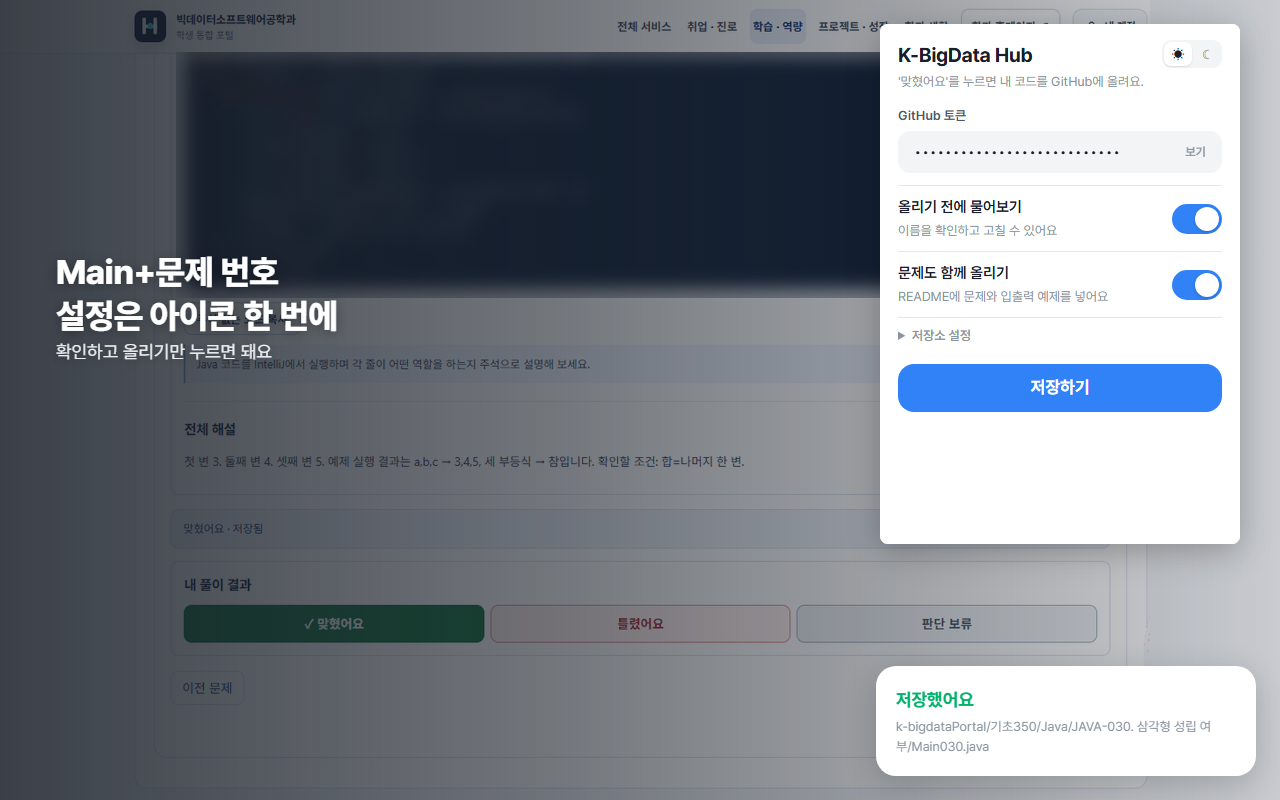 빅데이터소프트웨어공학과
학생 통합 포털
전체 서비스
취업 · 진로
학습 · 역량
K-BigData Hub
'맞혔어요'를 누르면 내 코드를 GitHub에 올려요.
GitHub 토큰
보기
올리기 전에 물어보기
이름을 확인하고 고칠 수 있어요
문제도 함께 올리기
README에 문제와 입출력 예제를 넣어요
저장소 설정
저장하기
Main+문제 번호
설정은 아이콘 한 번에
확인하고 올리기만 누르면 돼요
Java 코드를 IntelliJ에서 실행하며 각 줄이 어떤 역할을 하는지 주석으로 설명해 보세요.
전체 해설
첫 변 3. 둘째 변 4. 셋째 변 5. 예제 실행 결과는 a,b,c → 3,4,5, 세 부등식 → 참입니다. 확인할 조건: 합=나머지 한 변.
맞혔어요 · 저장됨
내 풀이 결과
✓ 맞혔어요
틀렸어요
판단 보류
이전 문제
저장했어요
k-bigdataPortal/기초350/Java/JAVA-030. 삼각형 성립 여
부/Main030.java